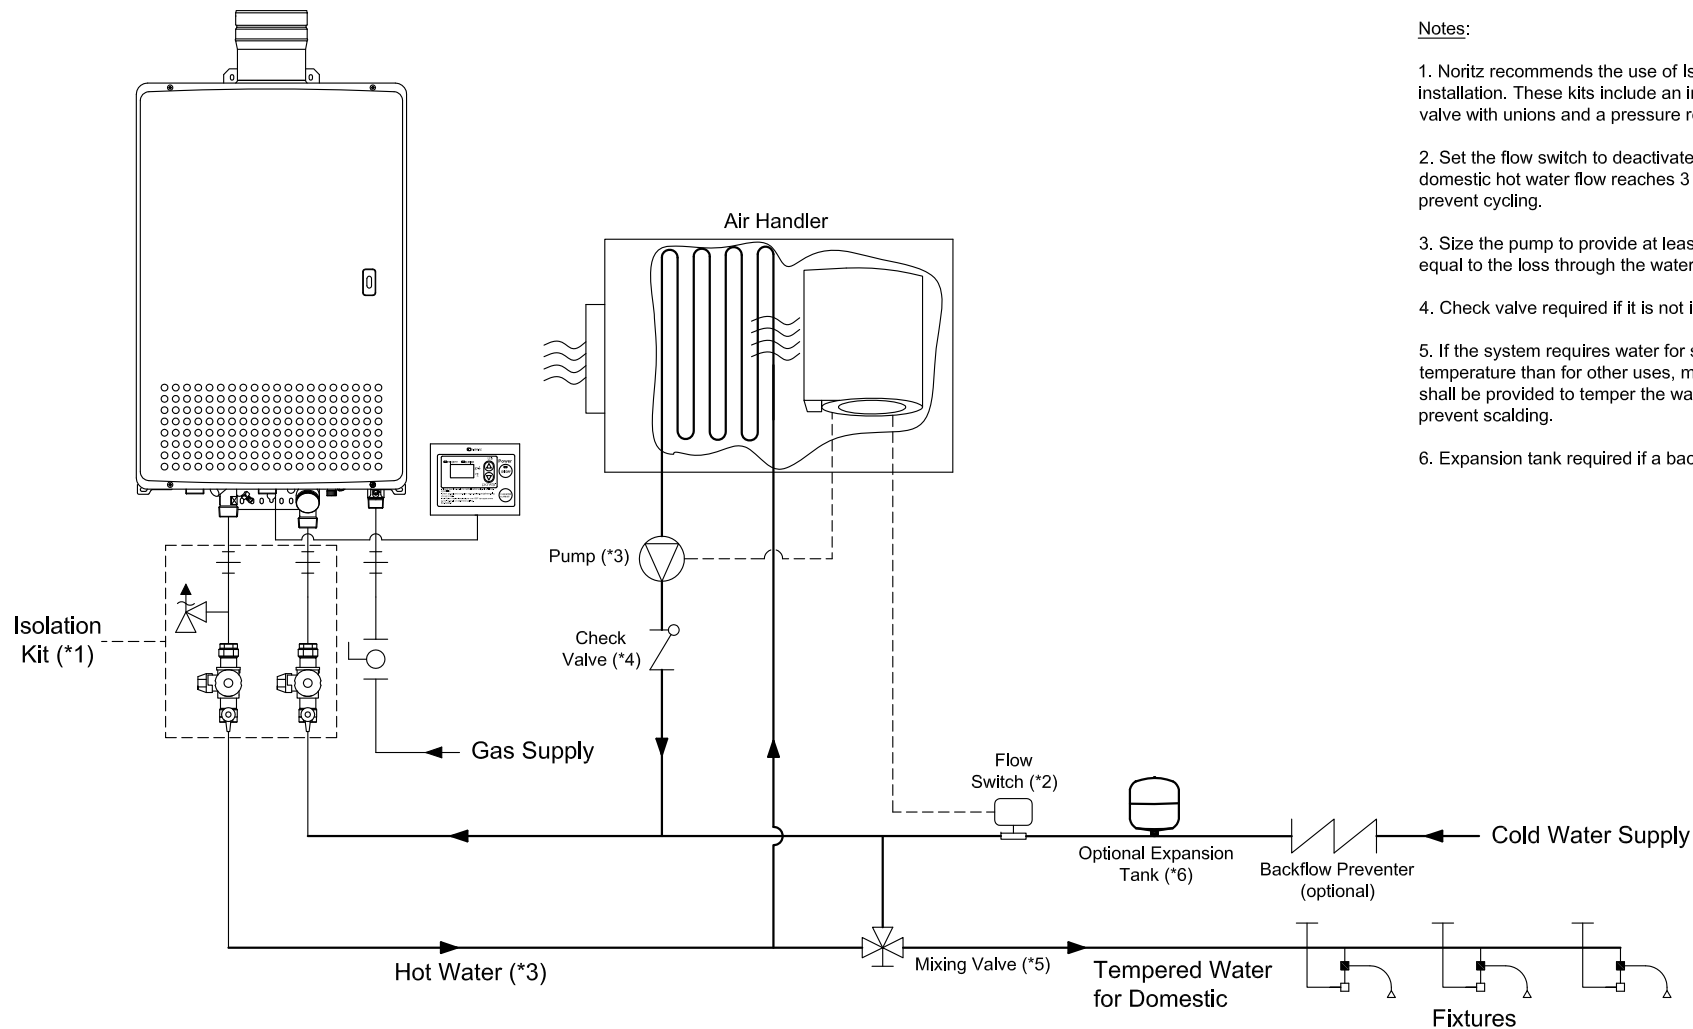 Notes:
1. Noritz recommends the use of
installation. These kits include an
valve with unions and a pressure
2. Set the flow switch to deactivate
domestic hot water flow reaches 3
prevent cycling.
3. Size the pump to provide at least
equal to the loss through the water
4. Check valve required if it is not
5. If the system requires water for
temperature than for other uses,
shall be provided to temper the
prevent scalding.
6. Expansion tank required if a
Air Handler
Power
Pump (*3)
Isolation
Kit (*1)
Check
Valve (*4)
Gas Supply
Flow
Switch (*2)
Cold Water Supply
Optional Expansion
Tank (*6)
Backflow Preventer
(optional)
Hot Water (*3)
Mixing Valve (*5)
Tempered Water
for Domestic
Fixtures